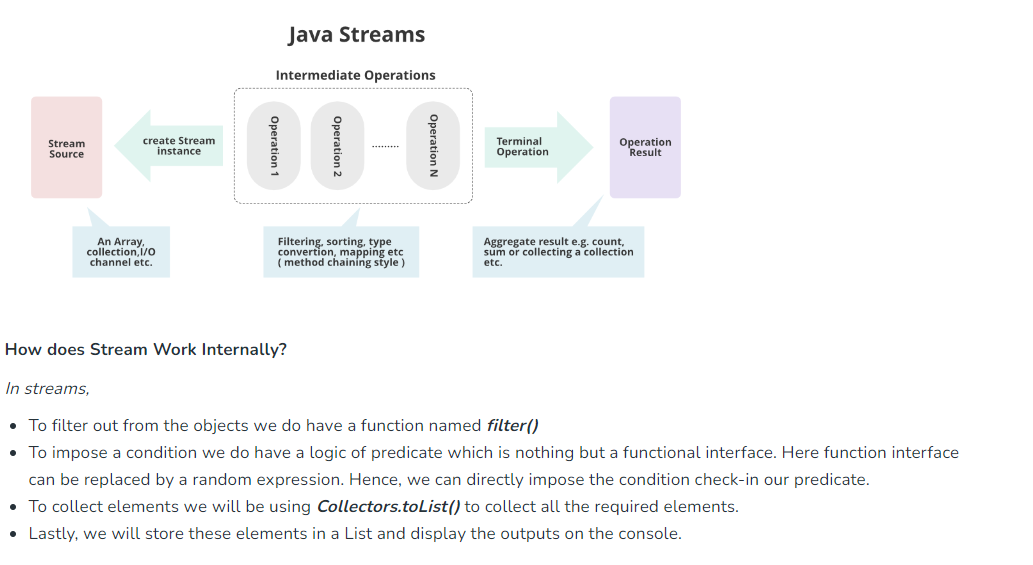 Java Streams
Intermediate Operations
Stream
Source
create Stream
instance
Operation 1
Operation 2
.........
Operation N
Terminal
Operation
Operation
Result
An Array,
collection,I/O
channel etc.
Filtering, sorting, type
convertion, mapping etc
( method chaining style )
Aggregate result e.g. count,
sum or collecting a collection
etc.
How does Stream Work Internally?
In streams,
• To filter out from the objects we do have a function named filter()
• To impose a condition we do have a logic of predicate which is nothing but a functional interface. Here function interface
can be replaced by a random expression. Hence, we can directly impose the condition check-in our predicate.
• To collect elements we will be using Collectors.toList() to collect all the required elements.
• Lastly, we will store these elements in a List and display the outputs on the console.